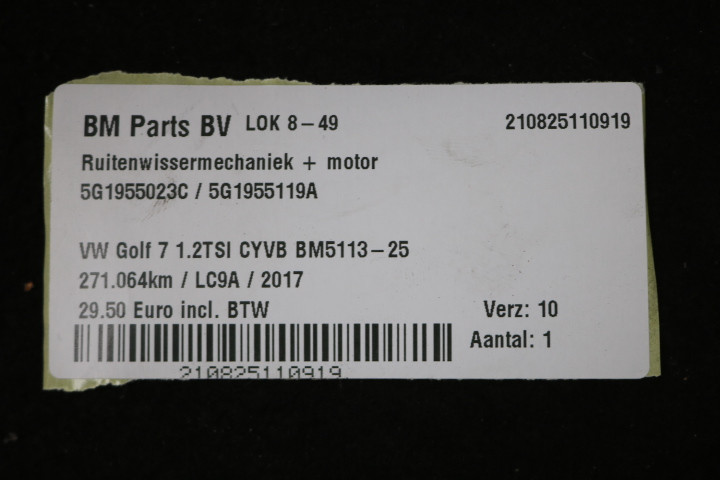 BM Parts BV LOK 8-49 210825110919
Ruitenwissermechaniek + motor
5G1955023C / 5G1955119A
VW Golf 7 1.2TSI CYVB BM5113-25
271.064km / LC9A / 2017
29.50 Euro incl. BTW Verz: 10
Aantal: 1
210825110919